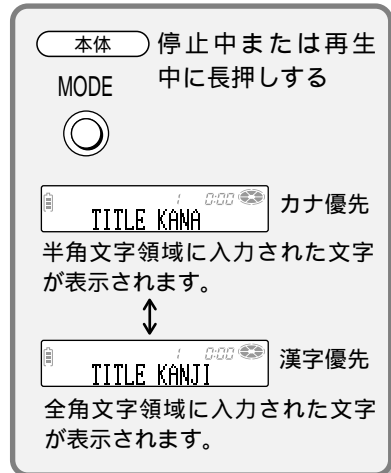 本体 停止中または再生
中に長押しする
MODE
1 0:00
TITLE KANA
カナ優先
半角文字領域に入力された文字
が表示されます。
1 0:00
TITLE KANJI
漢字優先
全角文字領域に入力された文字
が表示されます。